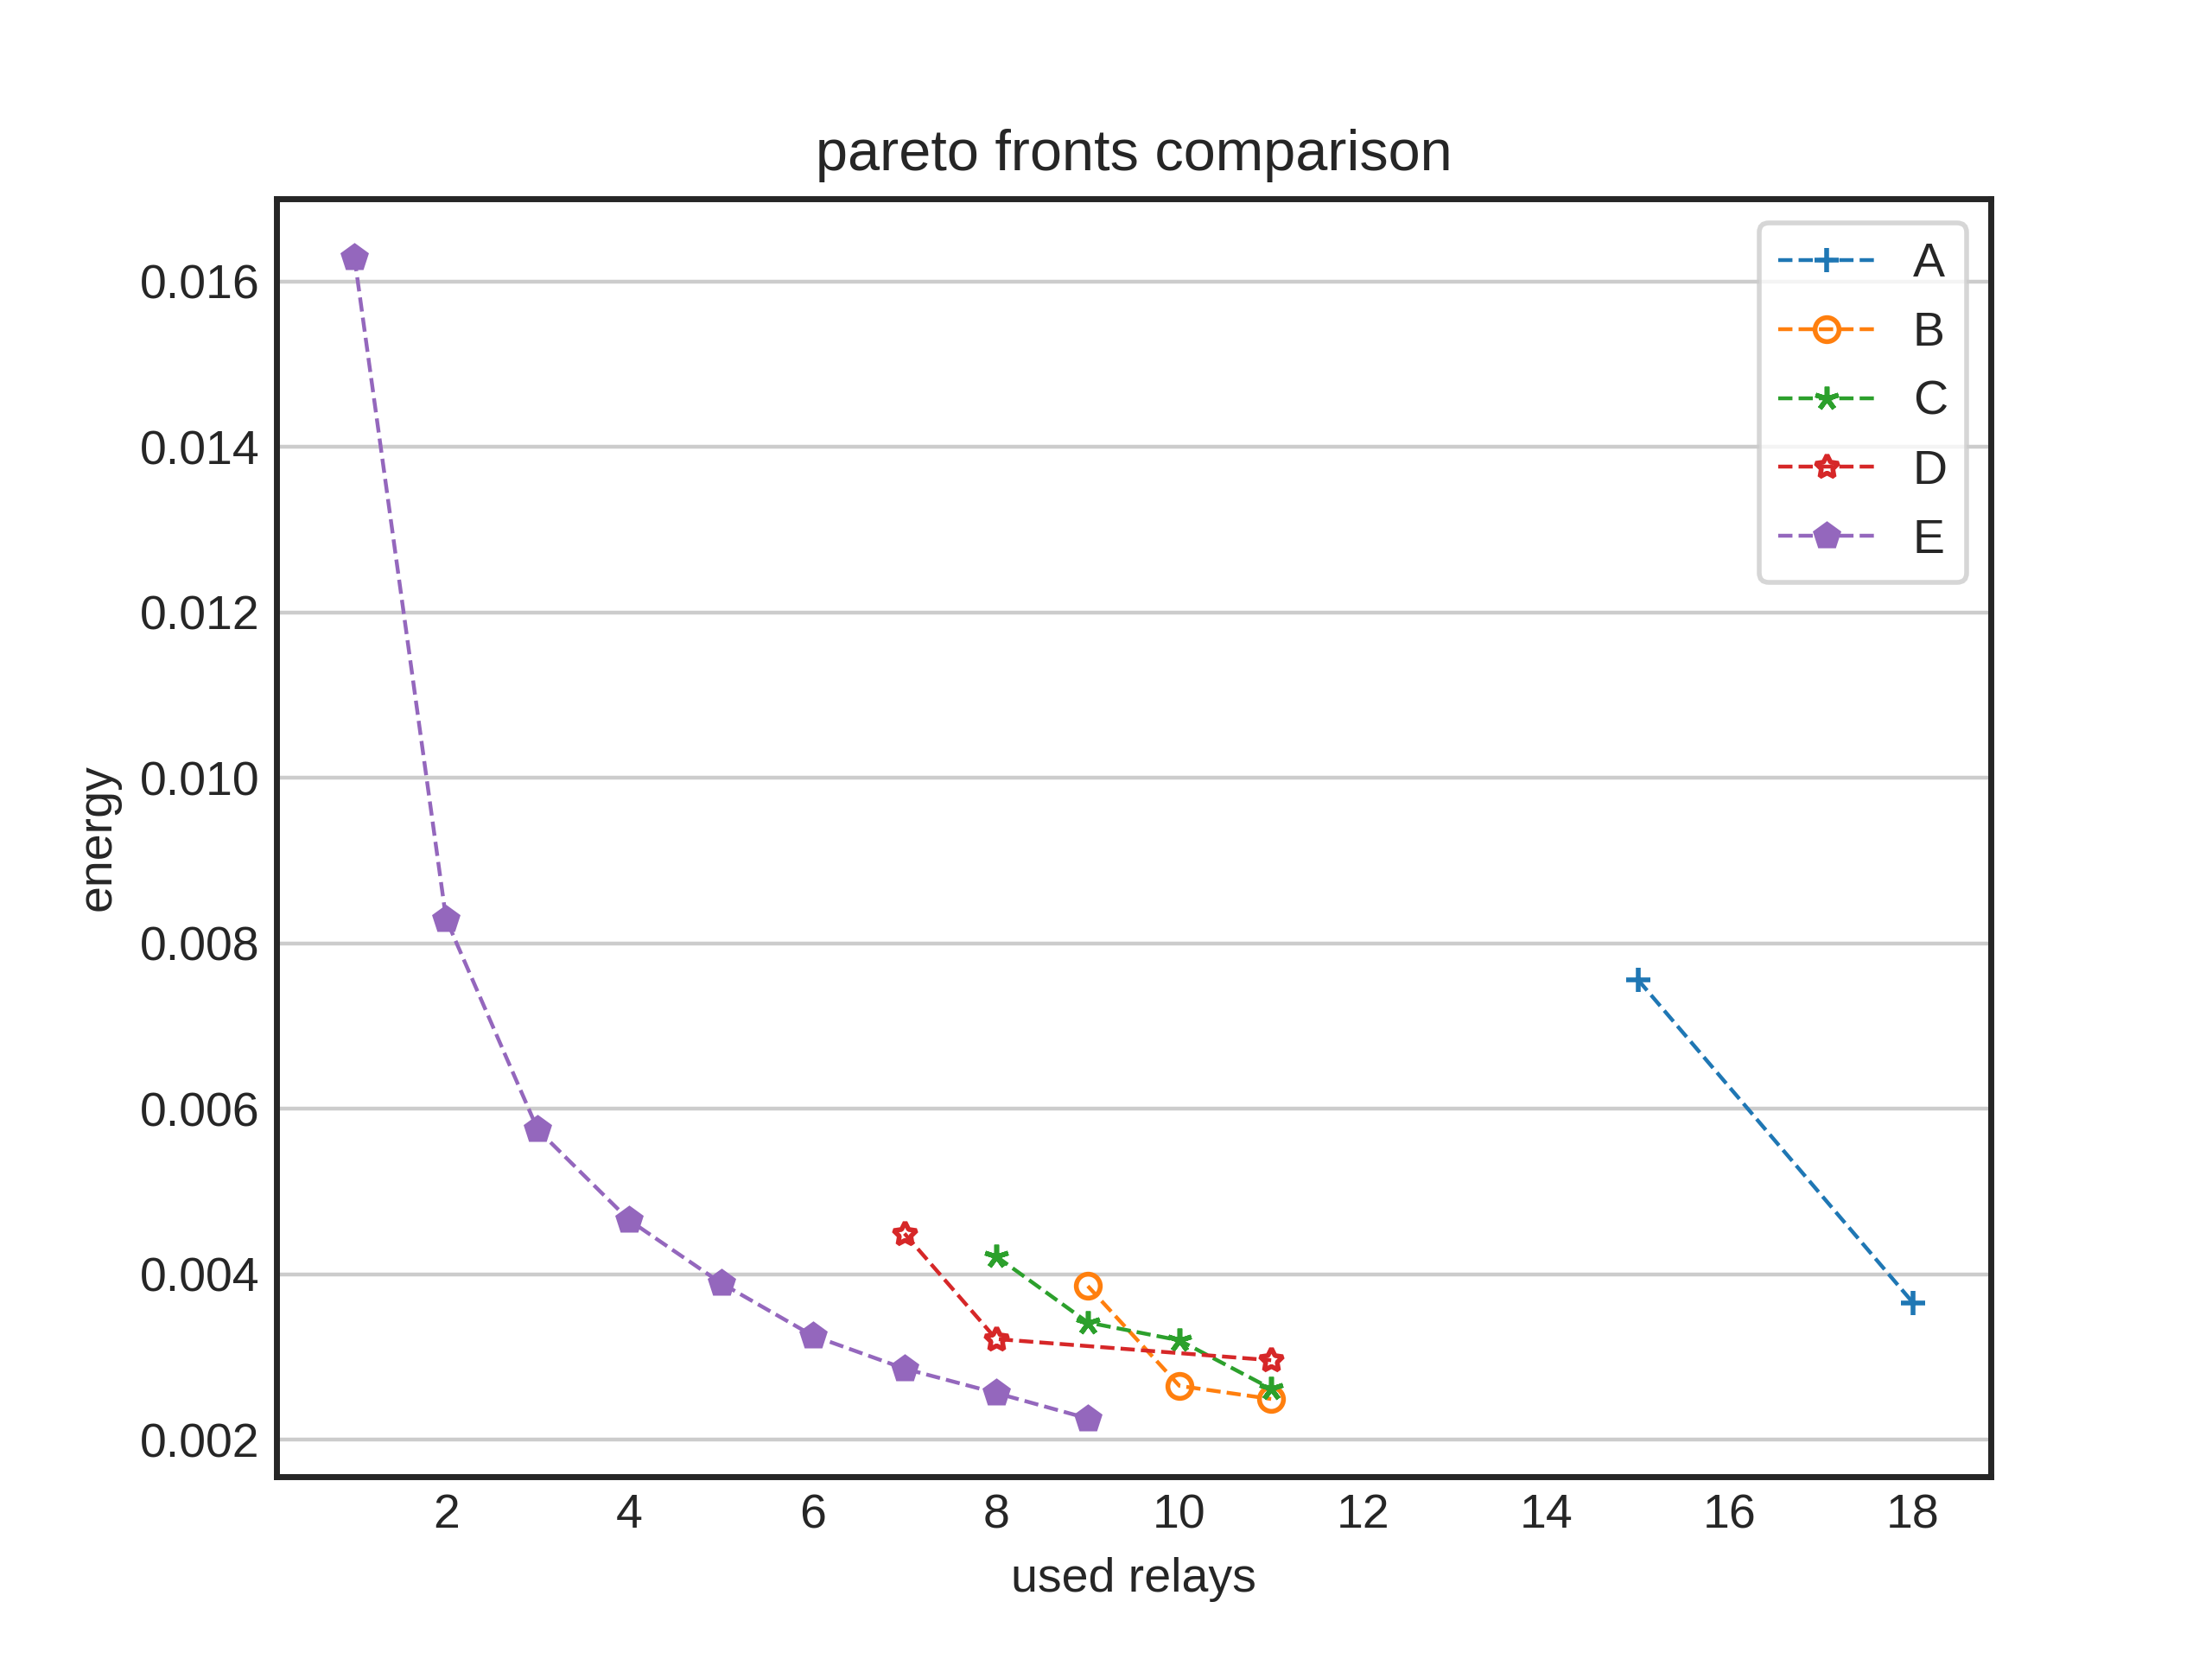 pareto fronts comparison
A
B
C
D
E
0.016
0.014
0.012
0.010
0.008
0.006
0.004
0.002
energy
2 4 6 8 10 12 14 16 18
used relays